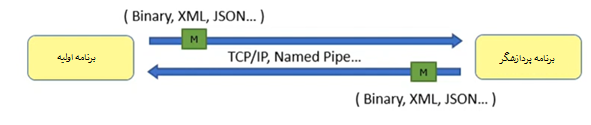 ( Binary, XML, JSON... )
M
برنامه اولیه
TCP/IP, Named Pipe...
برنامه پردازشگر
M
( Binary, XML, JSON... )